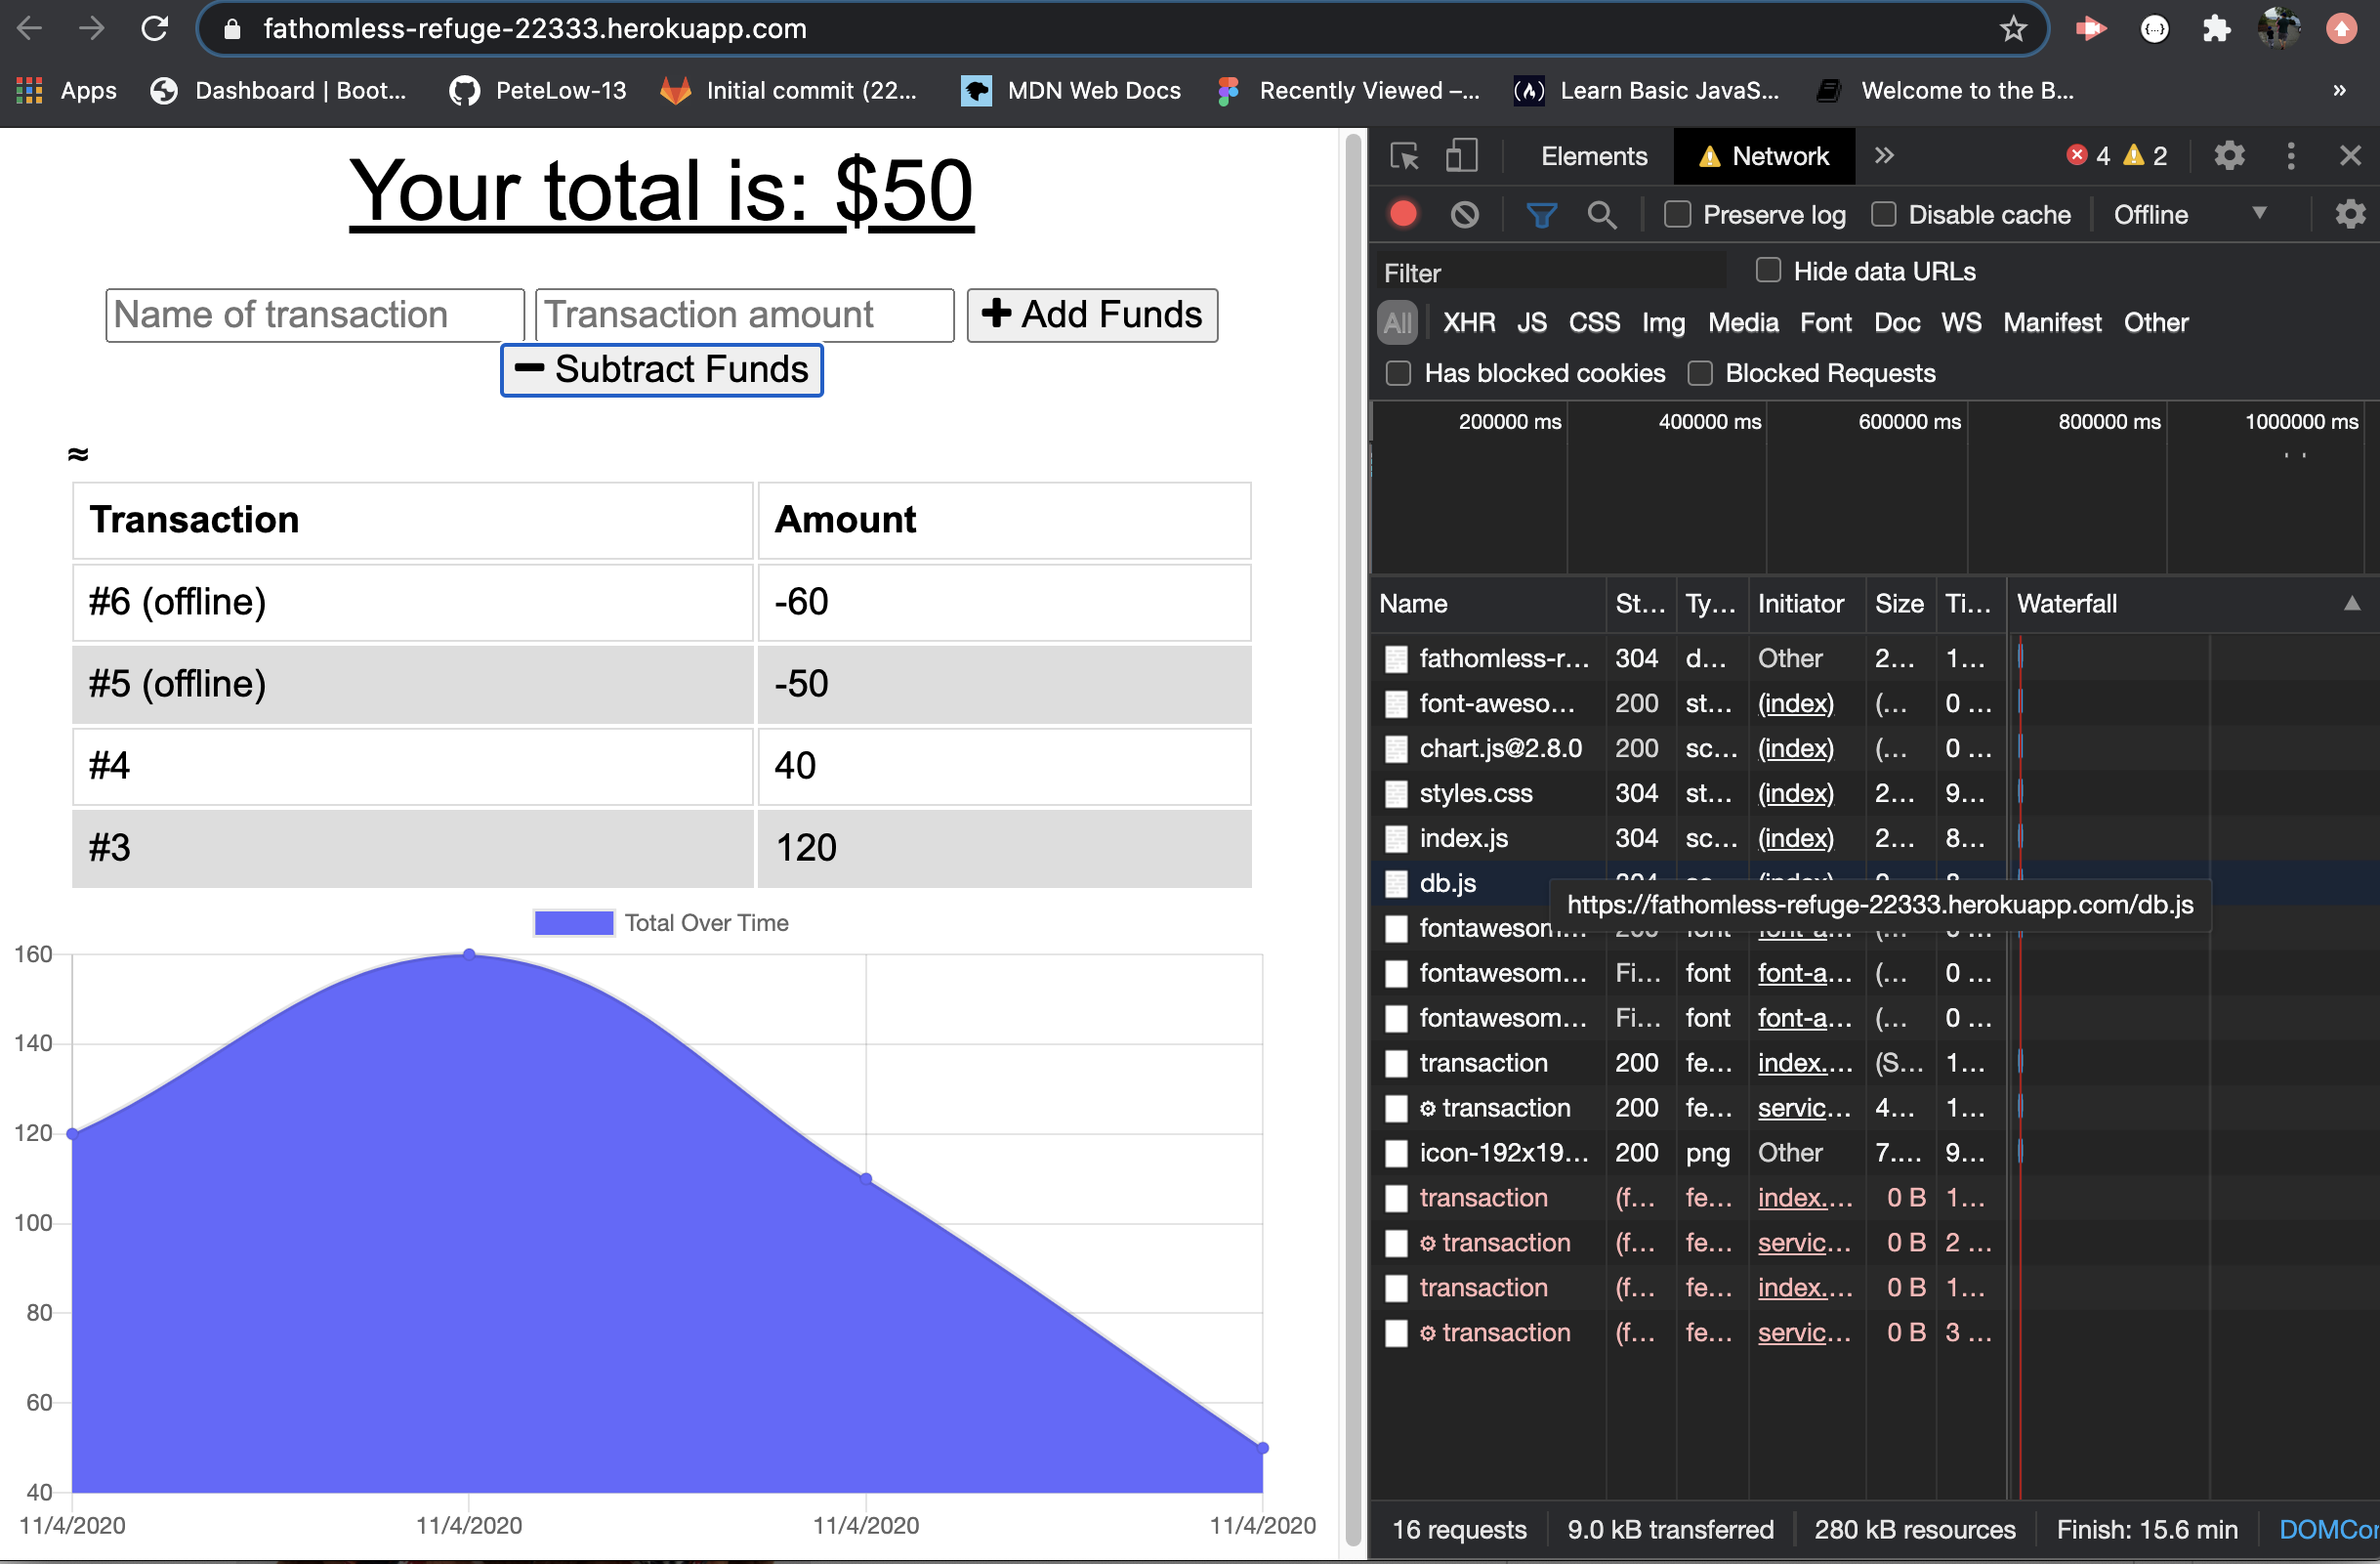 fathomless-refuge-22333.herokuapp.com
Apps Dashboard | Boot... PeteLow-13 Initial commit (22... MDN Web Docs Recently Viewed –... Learn Basic JavaS... Welcome to the B... »
Your total is: $50
Name of transaction Transaction amount + Add Funds
− Subtract Funds
≈
Transaction Amount
#6 (offline) -60
#5 (offline) -50
#4 40
#3 120
Total Over Time
160
140
120
100
80
60
40
11/4/2020 11/4/2020 11/4/2020 11/4/2020
Elements Network 4 2
Preserve log Disable cache Offline
Filter Hide data URLs
All XHR JS CSS Img Media Font Doc WS Manifest Other
Has blocked cookies Blocked Requests
200000 ms 400000 ms 600000 ms 800000 ms 1000000 ms
Name St... Ty... Initiator Size Ti... Waterfall
fathomless-r... 304 d... Other 2... 1...
font-aweso... 200 st... (index) (... 0 ...
chart.js@2.8.0 200 sc... (index) (... 0 ...
styles.css 304 st... (index) 2... 9...
index.js 304 sc... (index) 2... 8...
db.js
https://fathomless-refuge-22333.herokuapp.com/db.js
fontawesom...
fontawesom... Fi... font font-a... (... 0 ...
fontawesom... Fi... font font-a... (... 0 ...
transaction 200 fe... index.... (S... 1...
transaction 200 fe... servic... 4... 1...
icon-192x19... 200 png Other 7.... 9...
transaction (f... fe... index.... 0 B 1...
transaction (f... fe... servic... 0 B 2 ...
transaction (f... fe... index.... 0 B 1...
transaction (f... fe... servic... 0 B 3 ...
16 requests 9.0 kB transferred 280 kB resources Finish: 15.6 min DOMCon